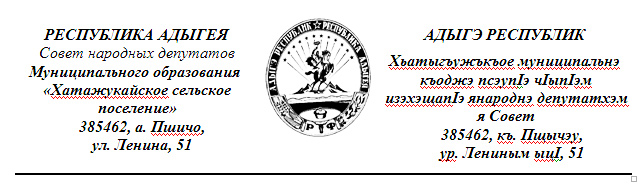 РЕСПУБЛИКА АДЫГЕЯ
Совет народных депутатов
Муниципального образования
«Хатажукайское сельское
поселение»
385462, а. Пшичо,
ул. Ленина, 51
АДЫГЭ РЕСПУБЛИК
Хьатыгъужъкъое муниципальнэ
къоджэ псэупIэ чIыпIэм
изэхэщапIэ янароднэ депутатхэм
я Совет
385462, къ. Пщычэу,
ур. Лениным ыцI, 51